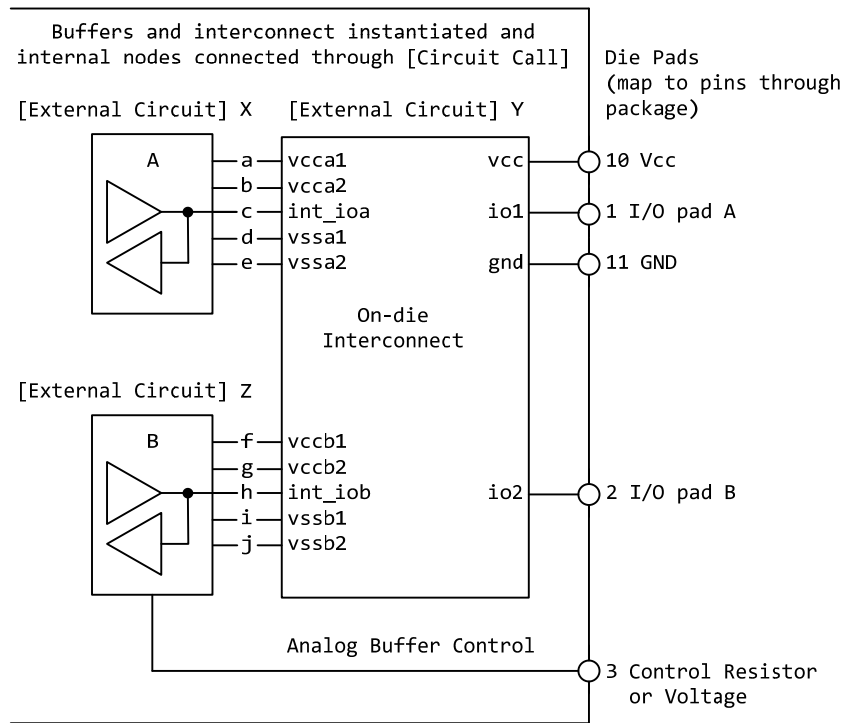 Buffers and interconnect instantiated and
internal nodes connected through [Circuit Call]
Die Pads
(map to pins through
package)
[External Circuit] X
[External Circuit] Y
A
a
vcca1
vcc
10 Vcc
b
vcca2
c
int_ioa
io1
1 I/O pad A
d
vssa1
e
vssa2
gnd
11 GND
On-die
Interconnect
[External Circuit] Z
B
f
vccb1
g
vccb2
h
int_iob
io2
2 I/O pad B
i
vssb1
j
vssb2
Analog Buffer Control
3 Control Resistor
or Voltage